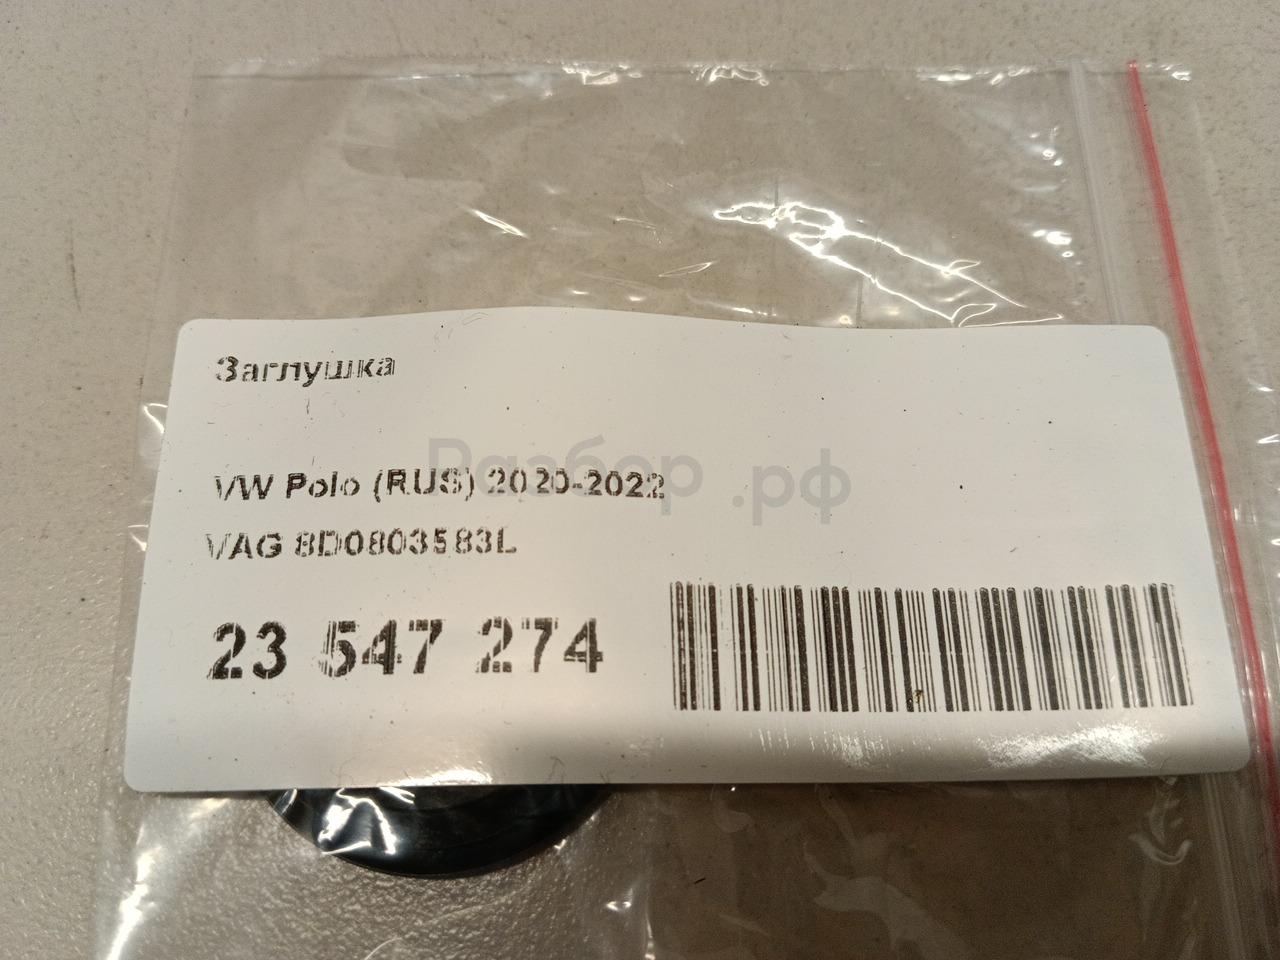 Заглушка
VW Polo (RUS) 2020-2022
Разбор.рф
VAG 8D0803583L
23 547 274